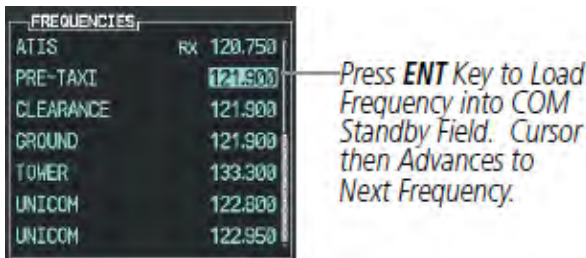 FREQUENCIES
ATIS RX 120.750
PRE-TAXI 121.900
CLEARANCE 121.900
GROUND 121.900
TOWER 133.300
UNICOM 122.800
UNICOM 122.950
Press ENT Key to Load
Frequency into COM
Standby Field. Cursor
then Advances to
Next Frequency.